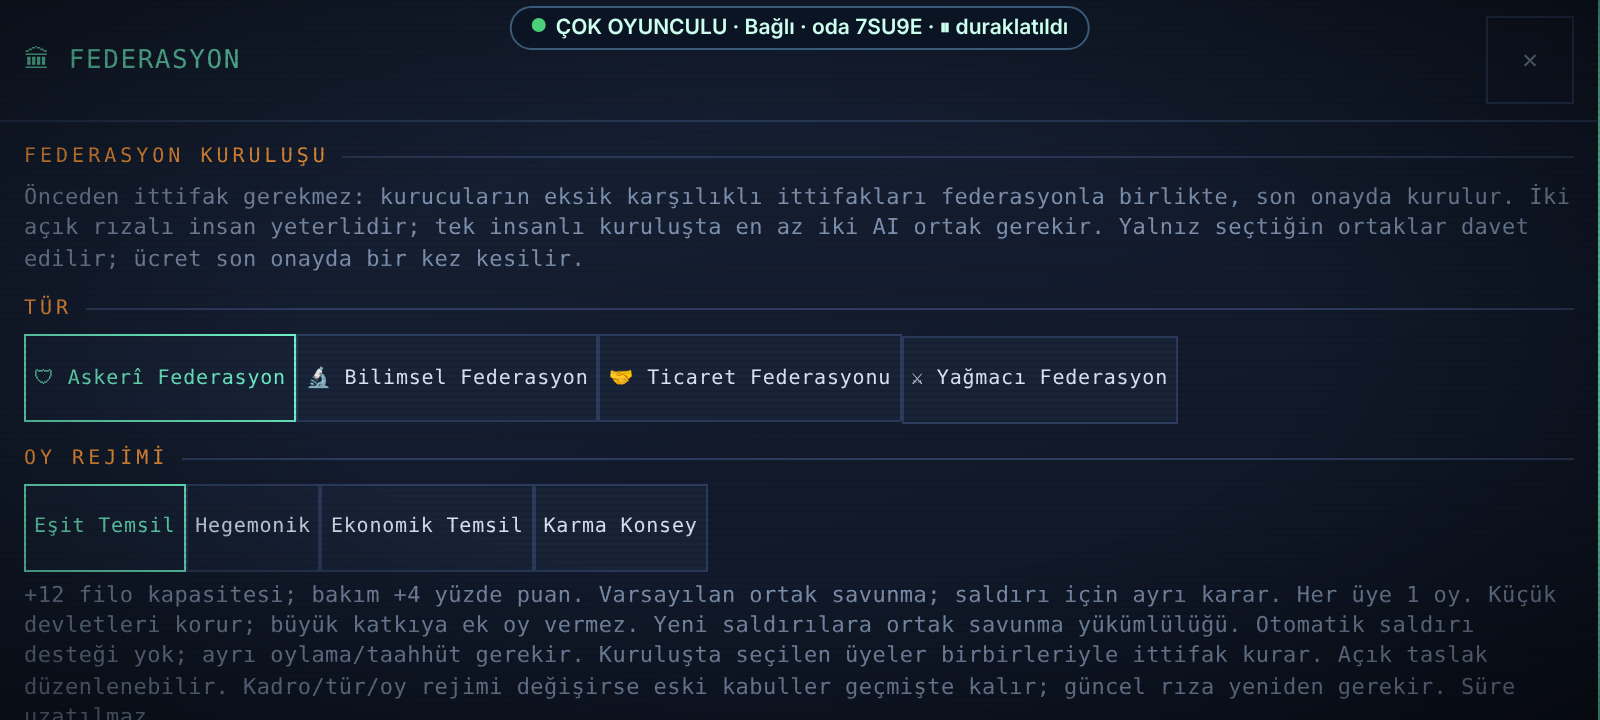 ÇOK OYUNCULU · Bağlı · oda 7SU9E · ⏸ duraklatıldı
🏛 FEDERASYON
×
FEDERASYON KURULUŞU
Önceden ittifak gerekmez: kurucuların eksik karşılıklı ittifakları federasyonla birlikte, son onayda kurulur. İki
açık rızalı insan yeterlidir; tek insanlı kuruluşta en az iki AI ortak gerekir. Yalnız seçtiğin ortaklar davet
edilir; ücret son onayda bir kez kesilir.
TÜR
🛡 Askerî Federasyon 🔬 Bilimsel Federasyon 🤝 Ticaret Federasyonu ⚔ Yağmacı Federasyon
OY REJİMİ
Eşit Temsil Hegemonik Ekonomik Temsil Karma Konsey
+12 filo kapasitesi; bakım +4 yüzde puan. Varsayılan ortak savunma; saldırı için ayrı karar. Her üye 1 oy. Küçük
devletleri korur; büyük katkıya ek oy vermez. Yeni saldırılara ortak savunma yükümlülüğü. Otomatik saldırı
desteği yok; ayrı oylama/taahhüt gerekir. Kuruluşta seçilen üyeler birbirleriyle ittifak kurar. Açık taslak
düzenlenebilir. Kadro/tür/oy rejimi değişirse eski kabuller geçmişte kalır; güncel rıza yeniden gerekir. Süre
uzatılmaz.